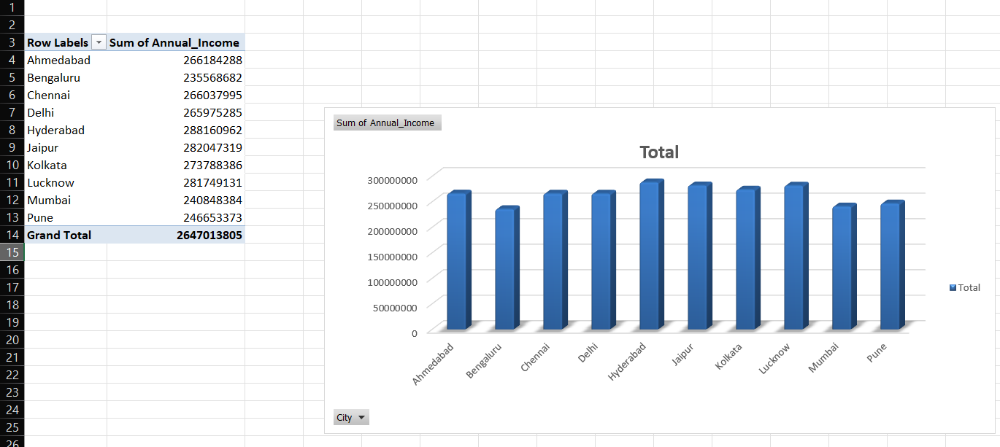 1
2
3 Row Labels Sum of Annual_Income
4 Ahmedabad 266184288
5 Bengaluru 235568682
6 Chennai 266037995
7 Delhi 265975285
8 Hyderabad 288160962
9 Jaipur 282047319
10 Kolkata 273788386
11 Lucknow 281749131
12 Mumbai 240848384
13 Pune 246653373
14 Grand Total 2647013805
15
16
17
18
19
20
21
22
23
24
25
26
Sum of Annual_Income
Total
300000000
250000000
200000000
150000000
100000000
50000000
0
Ahmedabad Bengaluru Chennai Delhi Hyderabad Jaipur Kolkata Lucknow Mumbai Pune
Total
City